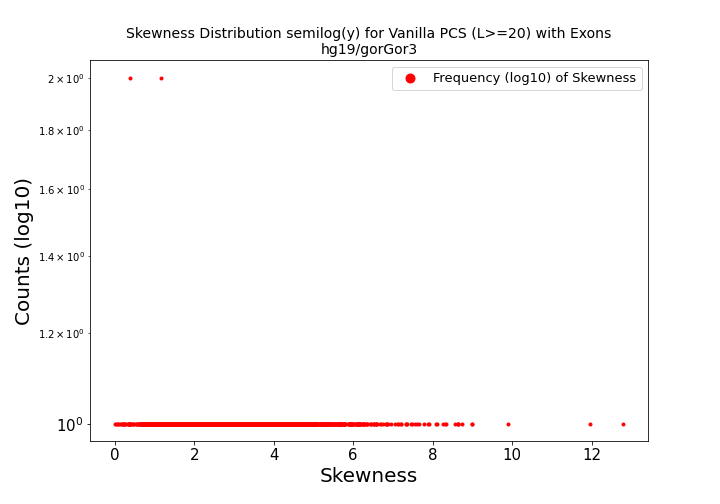 Skewness Distribution semilog(y) for Vanilla PCS (L>=20) with Exons
hg19/gorGor3
Frequency (log10) of Skewness
Counts (log10)
2 × 10⁰
1.8 × 10⁰
1.6 × 10⁰
1.4 × 10⁰
1.2 × 10⁰
10⁰
0 2 4 6 8 10 12
Skewness